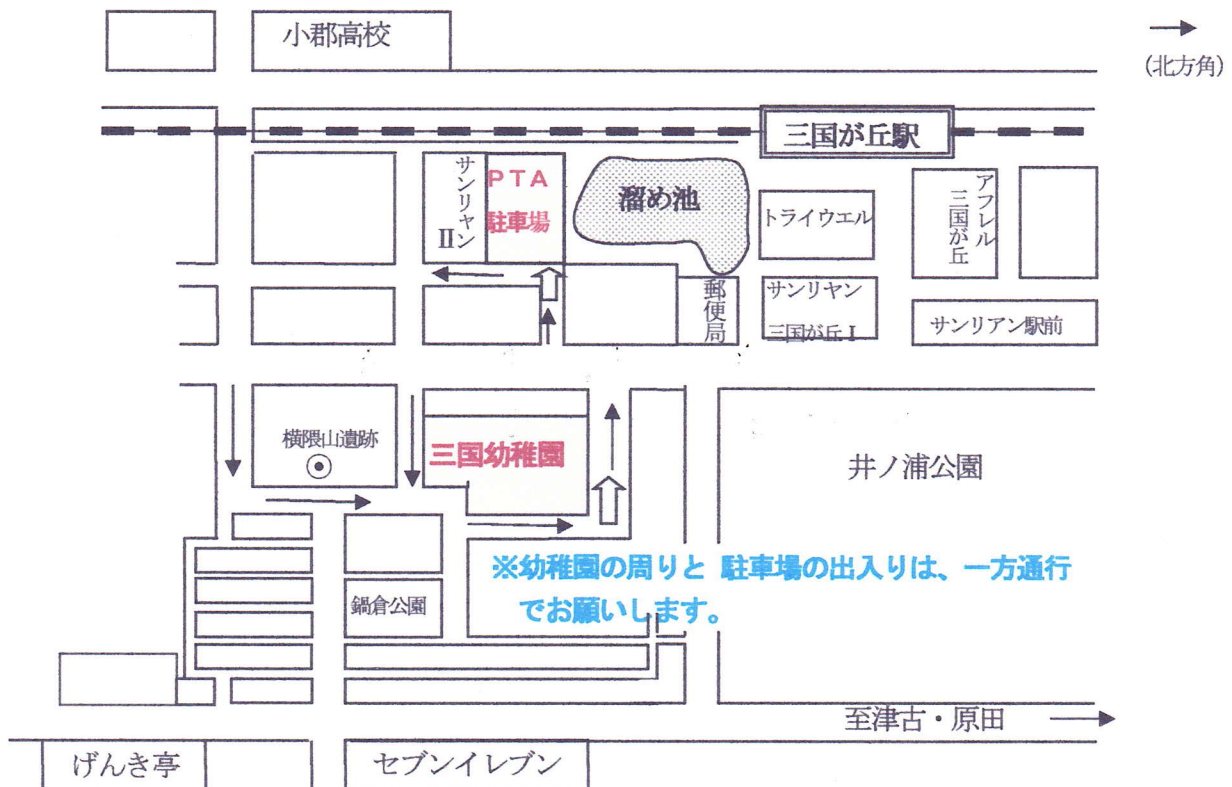 小郡高校
(北方角)
三国が丘駅
サンリャン
Ⅱ
PTA
駐車場
溜め池
トライウエル
アフレル
三国が丘
郵便局
サンリヤン
三国が丘Ⅰ
サンリアン駅前
横隈山遺跡
三国幼稚園
井ノ浦公園
※幼稚園の周りと 駐車場の出入りは、一方通行
でお願いします。
鍋倉公園
至津古・原田
げんき亭
セブンイレブン